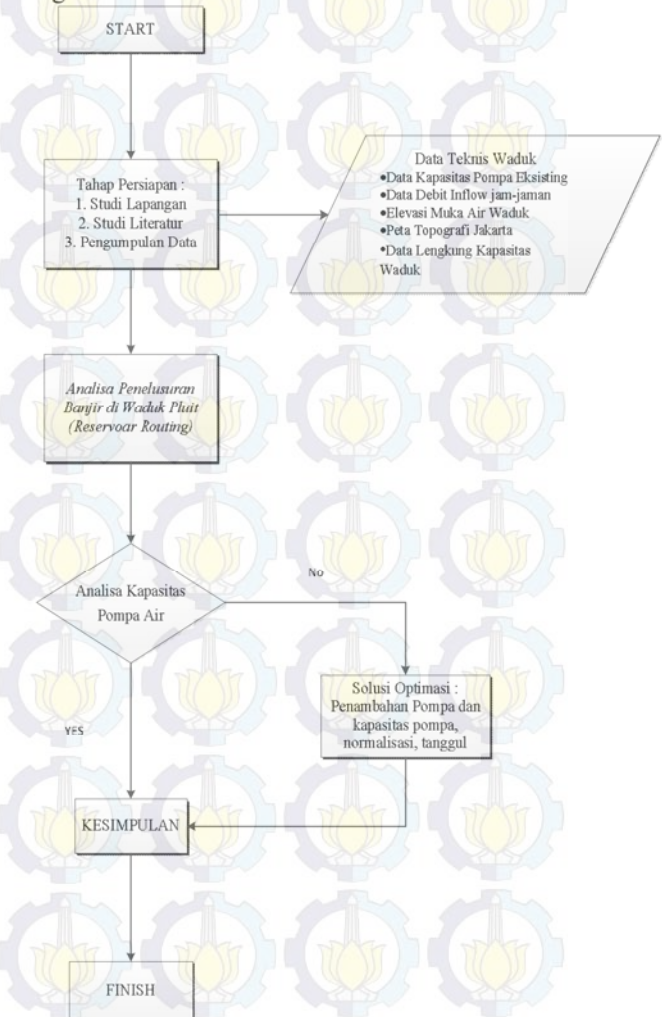 START
Tahap Persiapan :
1. Studi Lapangan
2. Studi Literatur
3. Pengumpulan Data
Data Teknis Waduk
•Data Kapasitas Pompa Eksisting
•Data Debit Inflow jam-jaman
•Elevasi Muka Air Waduk
•Peta Topografi Jakarta
•Data Lengkung Kapasitas
Waduk
Analisa Penelusuran
Banjir di Waduk Pluit
(Reservoar Routing)
Analisa Kapasitas
Pompa Air
No
Solusi Optimasi :
Penambahan Pompa dan
kapasitas pompa,
normalisasi, tanggul
YES
KESIMPULAN
FINISH